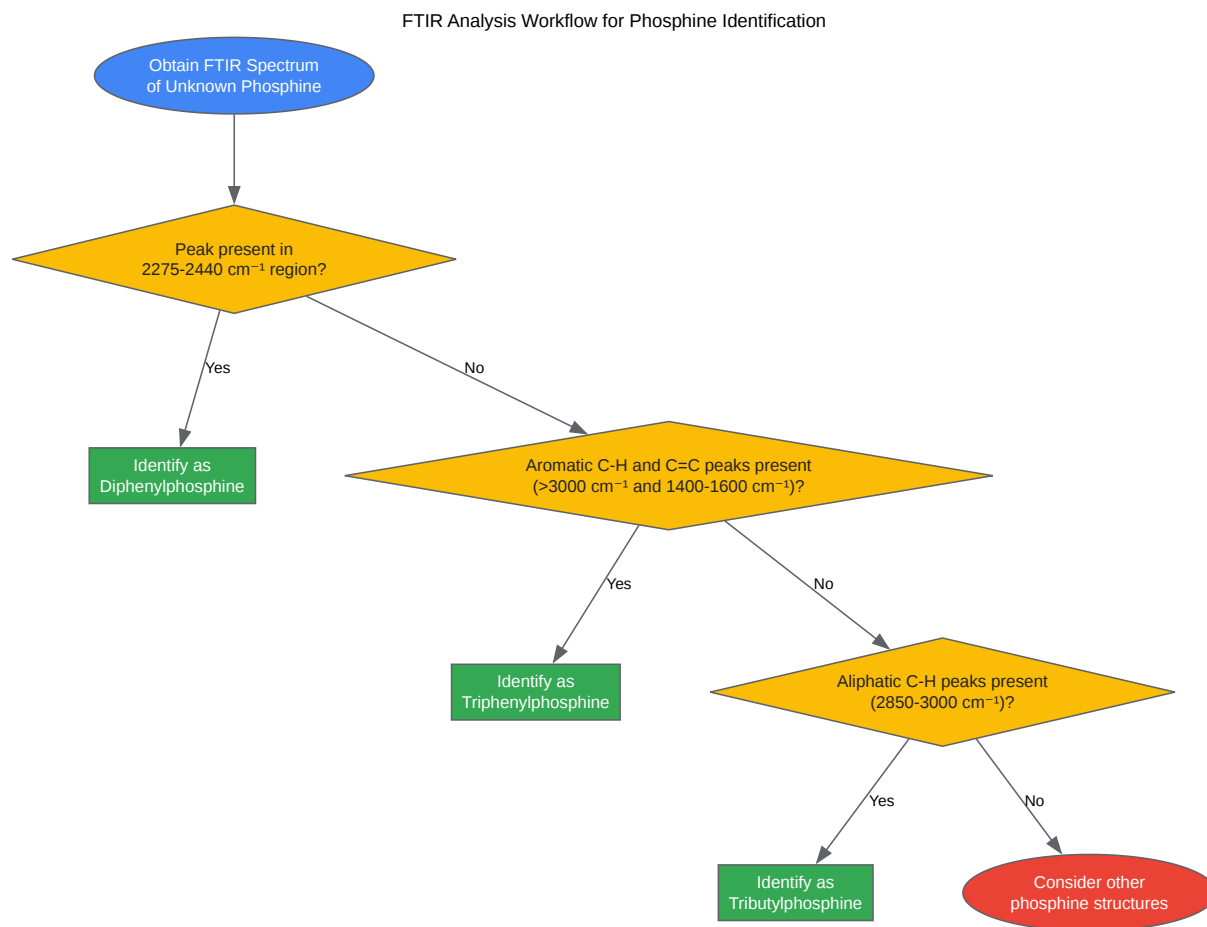 FTIR Analysis Workflow for Phosphine Identification
Obtain FTIR Spectrum
of Unknown Phosphine
Peak present in
2275-2440 cm⁻¹ region?
Yes
No
Identify as
Diphenylphosphine
Aromatic C-H and C=C peaks present
(>3000 cm⁻¹ and 1400-1600 cm⁻¹)?
Yes
No
Identify as
Triphenylphosphine
Aliphatic C-H peaks present
(2850-3000 cm⁻¹)?
Yes
No
Identify as
Tributylphosphine
Consider other
phosphine structures